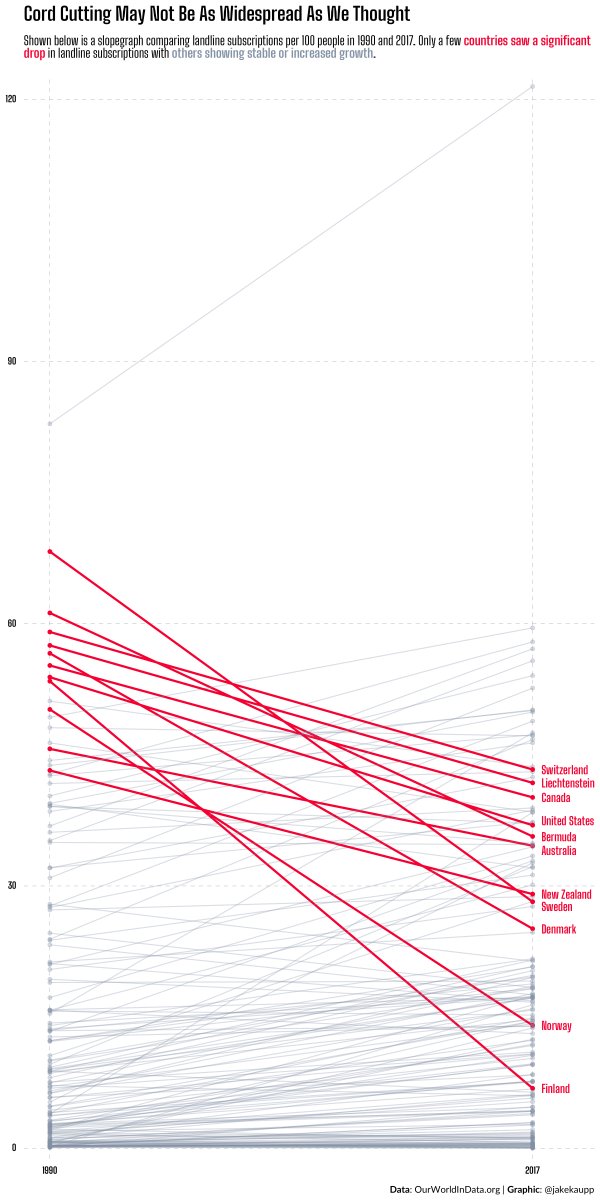 Cord Cutting May Not Be As Widespread As We Thought
Shown below is a slopegraph comparing landline subscriptions per 100 people in 1990 and 2017. Only a few countries saw a significant
drop in landline subscriptions with others showing stable or increased growth.
120
90
60
30
0
Switzerland
Liechtenstein
Canada
United States
Bermuda
Australia
New Zealand
Sweden
Denmark
Norway
Finland
1990
2017
Data: OurWorldInData.org | Graphic: @jakekaupp